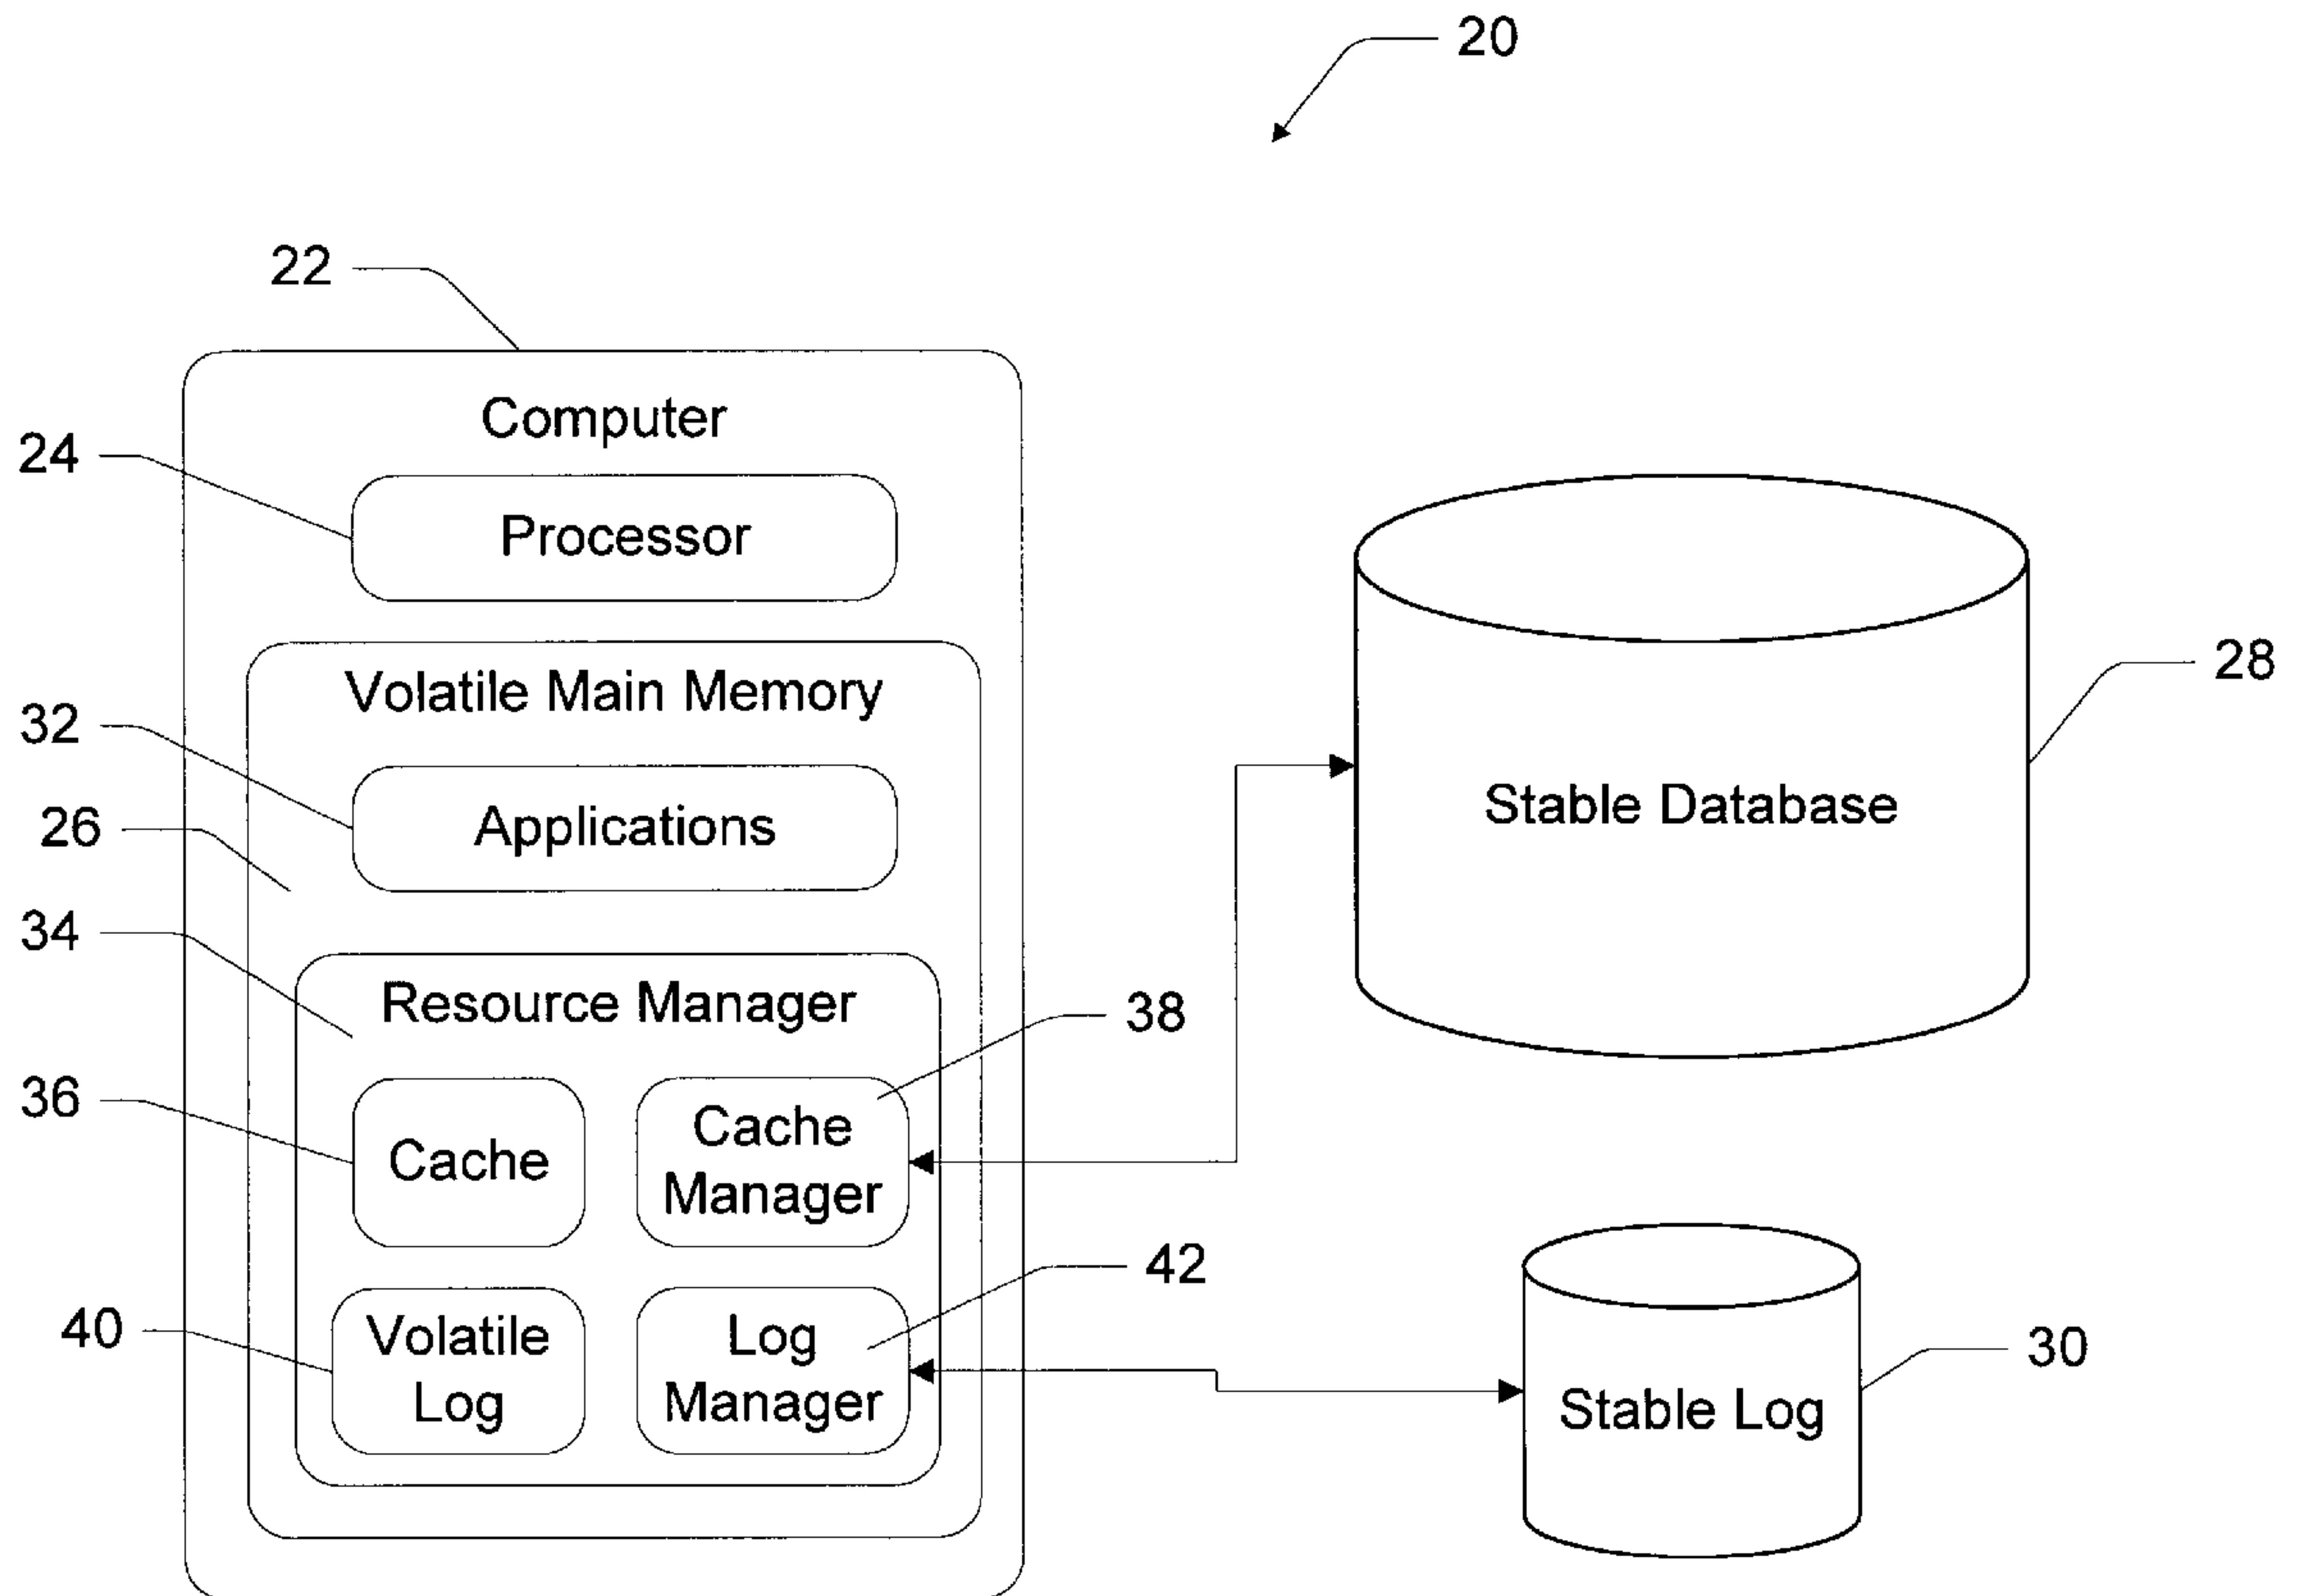 20
22
Computer
24
Processor
Volatile Main Memory
28
32
Applications
Stable Database
26
34
Resource Manager
38
36
Cache
Cache
Manager
42
40
Volatile
Log
Log
Manager
30
Stable Log